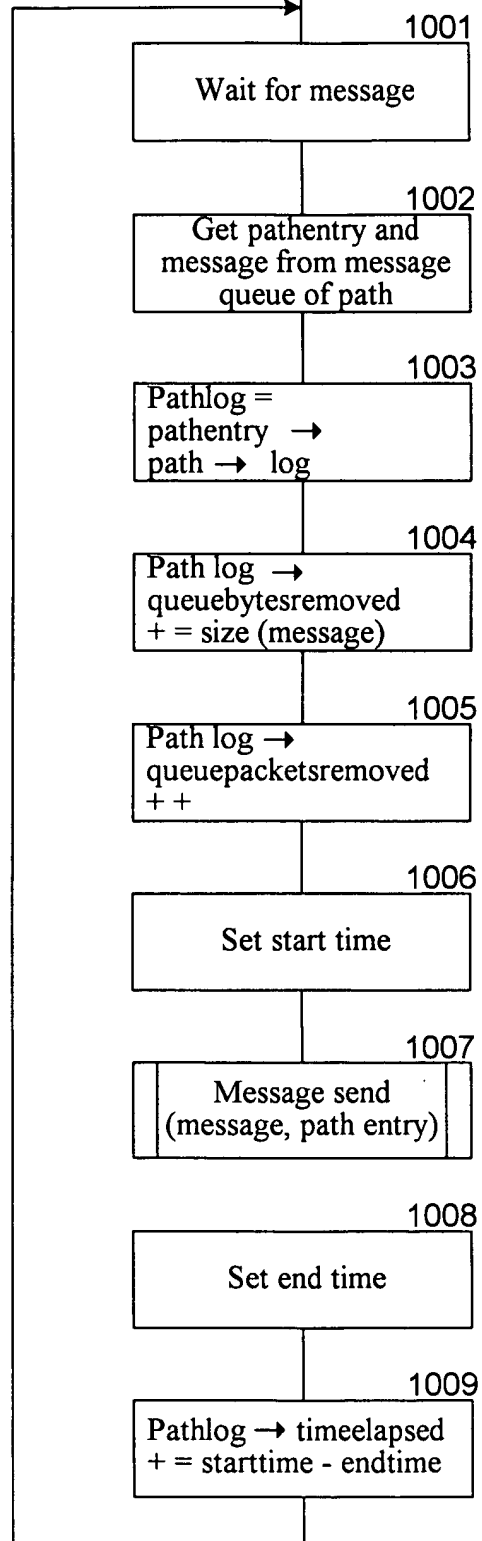 1001
Wait for message
1002
Get pathentry and
message from message
queue of path
1003
Pathlog =
pathentry →
path → log
1004
Path log →
queuebytesremoved
+ = size (message)
1005
Path log →
queuepacketsremoved
+ +
1006
Set start time
1007
Message send
(message, path entry)
1008
Set end time
1009
Pathlog → timeelapsed
+ = starttime - endtime